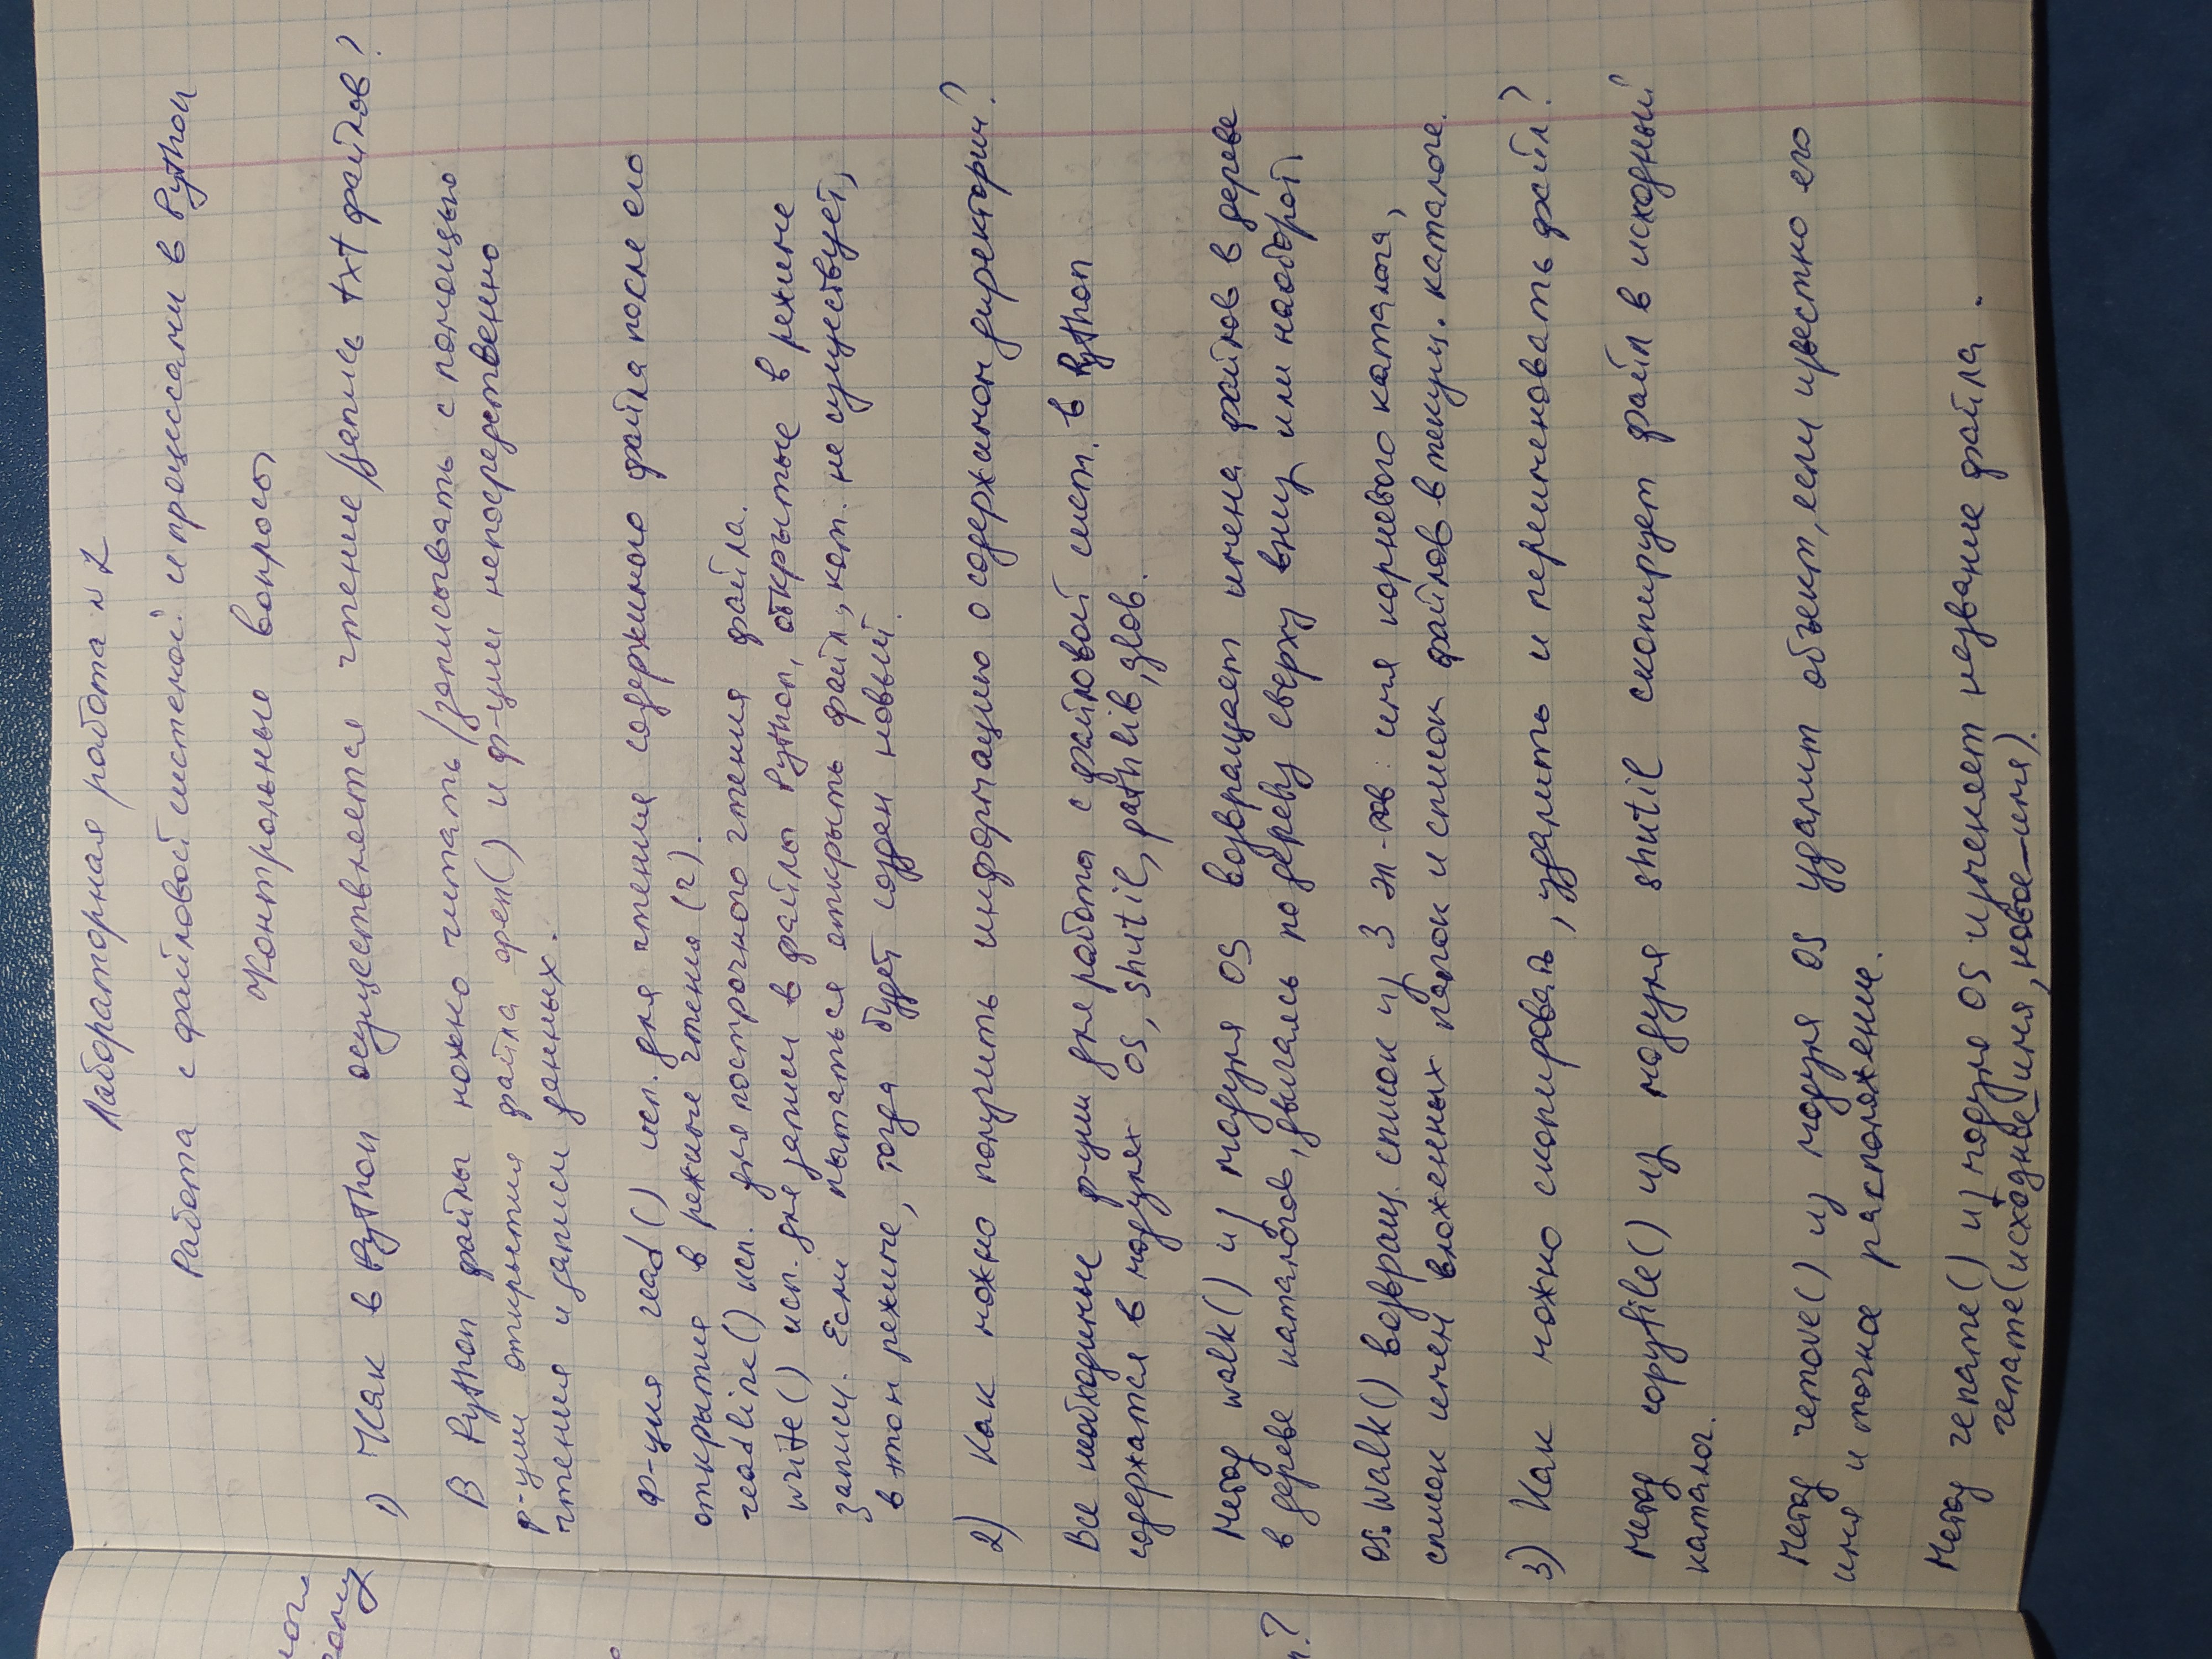 Лабораторная работа №2
Работа с файловой системой и процессами в Python
Контрольные вопросы
1) Как в Python осуществляется чтение/запись txt файлов?
В Python файлы можно читать/записывать с помощью
ф-ции открытия файла open() и ф-ции непосредственно
чтения и записи данных.
Ф-ция read() исп. для чтения содержимого файла после его
открытия в режиме чтения (r).
readline() исп. для построчного чтения файла.
write() исп. для записи в файлы Python, открытые в режиме
записи. Если пытаться открыть файл, кот. не существует,
в этом режиме, тогда будет создан новый.
2) Как можно получить информацию о содержимом директории?
Все необходимые ф-ции для работы с файловой сист. в Python
содержатся в модулях os, shutil, pathlib, glob.
Метод walk() из модуля OS возвращает имена файлов в дереве
в дереве каталогов, двигаясь по дереву сверху вниз или наоборот.
п.?
os.walk() возвращ. список из 3 эл-тов: имя корневого каталога,
список имен вложенных папок и список файлов в текущ. каталоге.
3) Как можно скопировать, удалить и переименовать файл?
Метод copyfile() из модуля shutil скопирует файл в исходный
каталог.
Метод remove() из модуля OS удалит объект, если известно его
имя и точное расположение.
Метод rename() из модуля OS изменяет название файла.
rename(исходное_имя, новое_имя).